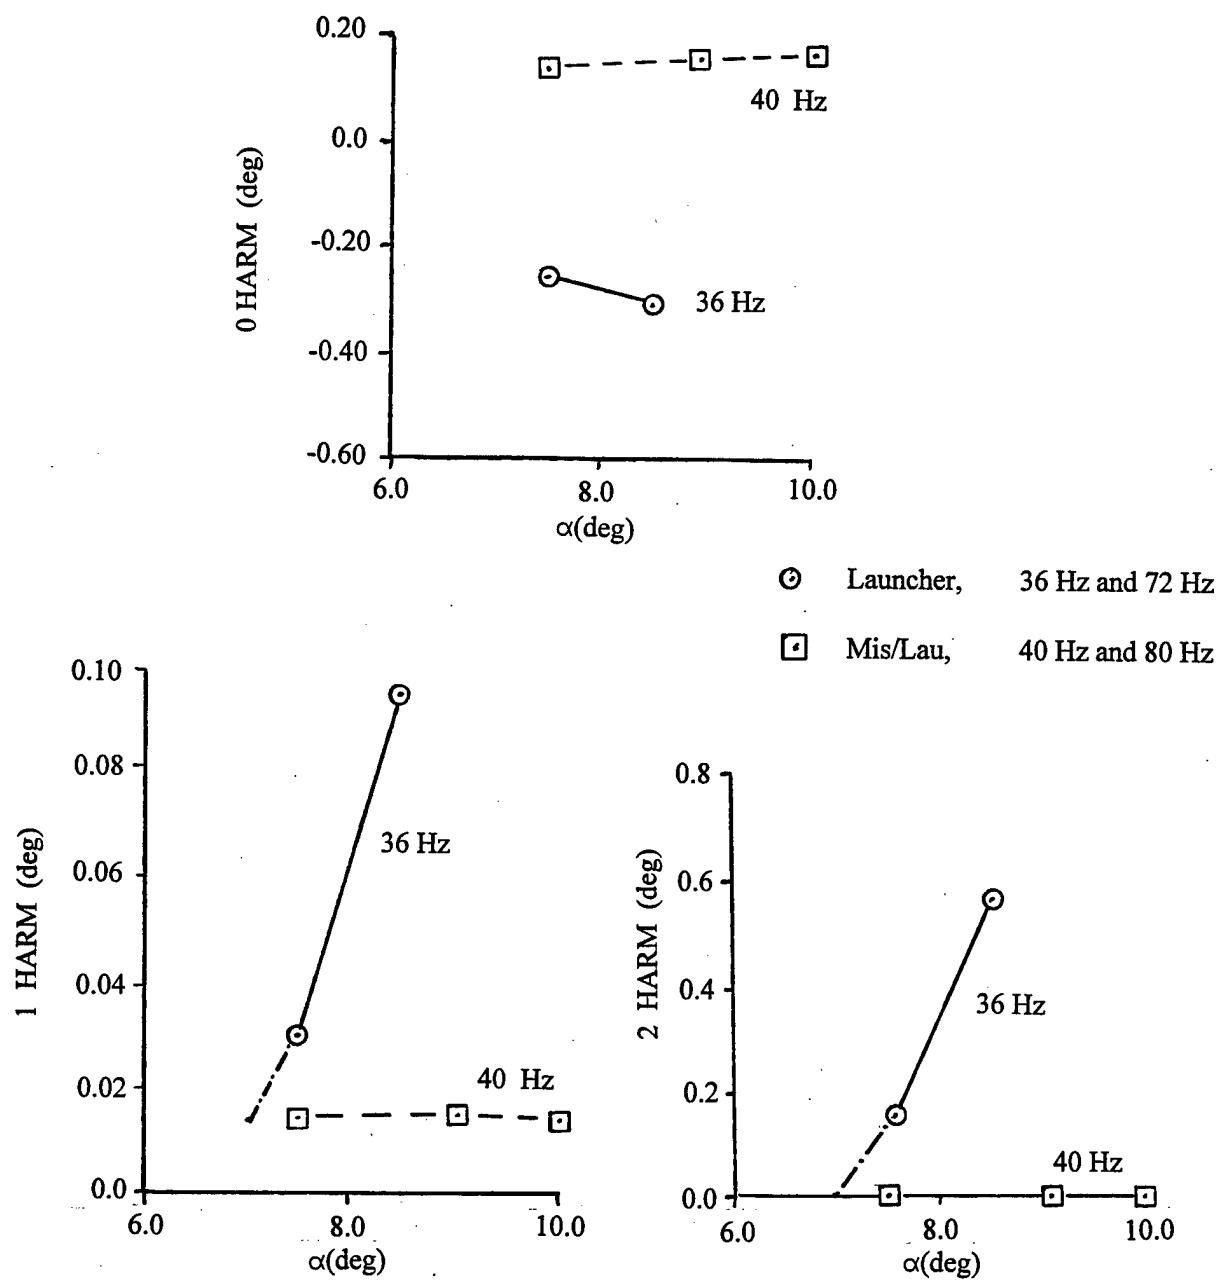 0.20
0.0
-0.20
-0.40
-0.60
0 HARM (deg)
40 Hz
36 Hz
6.0 8.0 10.0
α(deg)
Launcher, 36 Hz and 72 Hz
Mis/Lau, 40 Hz and 80 Hz
0.10
0.08
0.06
0.04
0.02
0.0
1 HARM (deg)
36 Hz
40 Hz
6.0 8.0 10.0
α(deg)
0.8
0.6
0.4
0.2
0.0
2 HARM (deg)
36 Hz
40 Hz
6.0 8.0 10.0
α(deg)